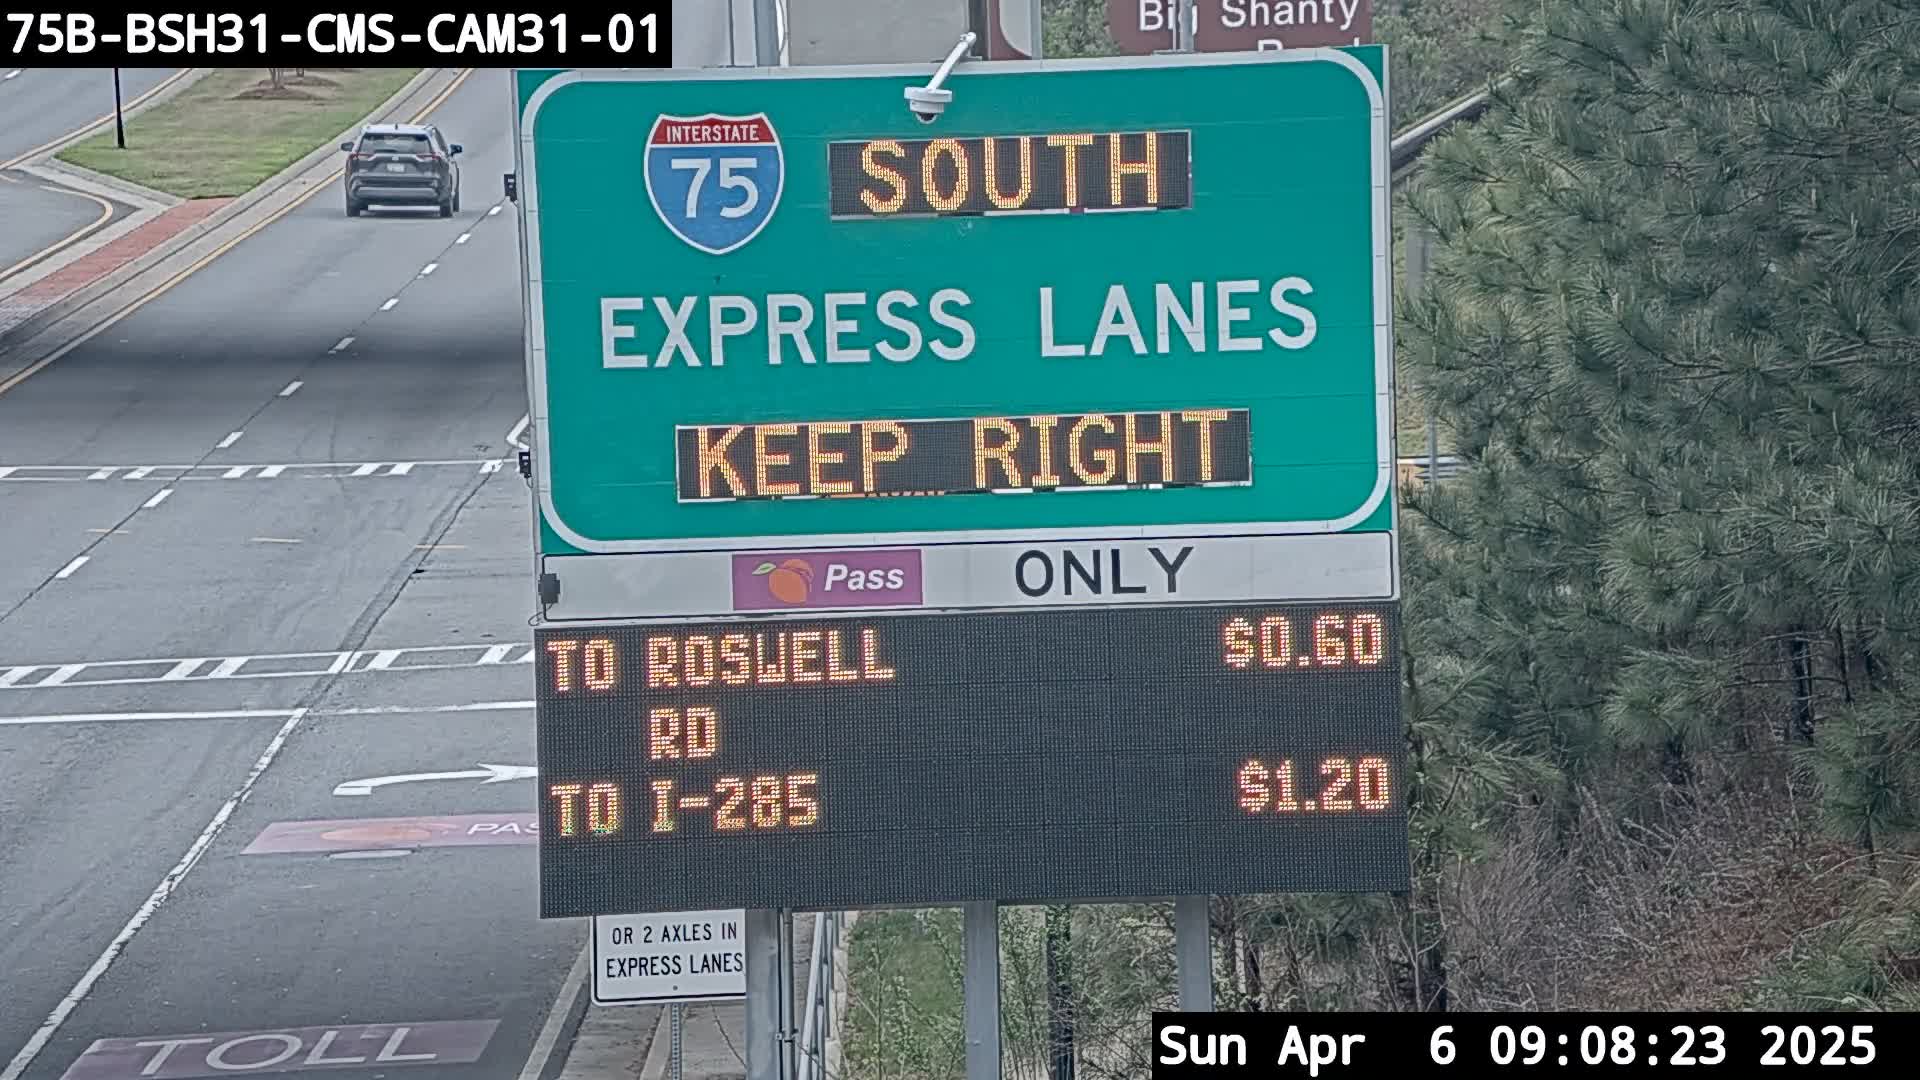 75B-BSH31-CMS-CAM31-01
Big Shanty
INTERSTATE
75
SOUTH
EXPRESS LANES
KEEP RIGHT
Pass ONLY
TO ROSWELL $0.60
RD
TO I-285 $1.20
OR 2 AXLES IN
EXPRESS LANES
TOLL
Sun Apr 6 09:08:23 2025